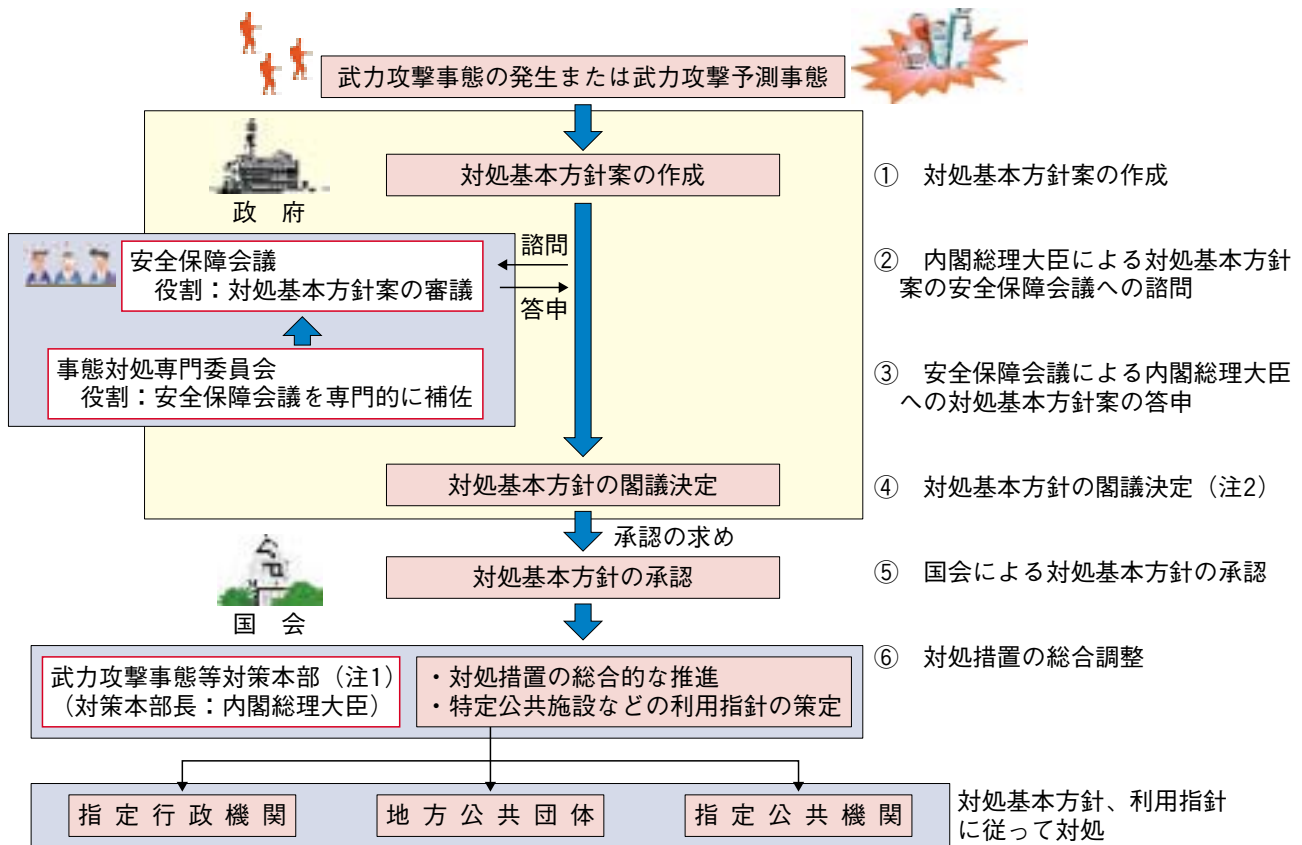 武力攻撃事態の発生または武力攻撃予測事態
対処基本方針案の作成
① 対処基本方針案の作成
政 府
諮問
安全保障会議
役割：対処基本方針案の審議
答申
② 内閣総理大臣による対処基本方針
案の安全保障会議への諮問
事態対処専門委員会
役割：安全保障会議を専門的に補佐
③ 安全保障会議による内閣総理大臣
への対処基本方針案の答申
対処基本方針の閣議決定
④ 対処基本方針の閣議決定（注2）
承認の求め
対処基本方針の承認
⑤ 国会による対処基本方針の承認
国 会
武力攻撃事態等対策本部（注1）
（対策本部長：内閣総理大臣）
・対処措置の総合的な推進
・特定公共施設などの利用指針の策定
⑥ 対処措置の総合調整
指 定 行 政 機 関
地 方 公 共 団 体
指 定 公 共 機 関
対処基本方針、利用指針
に従って対処